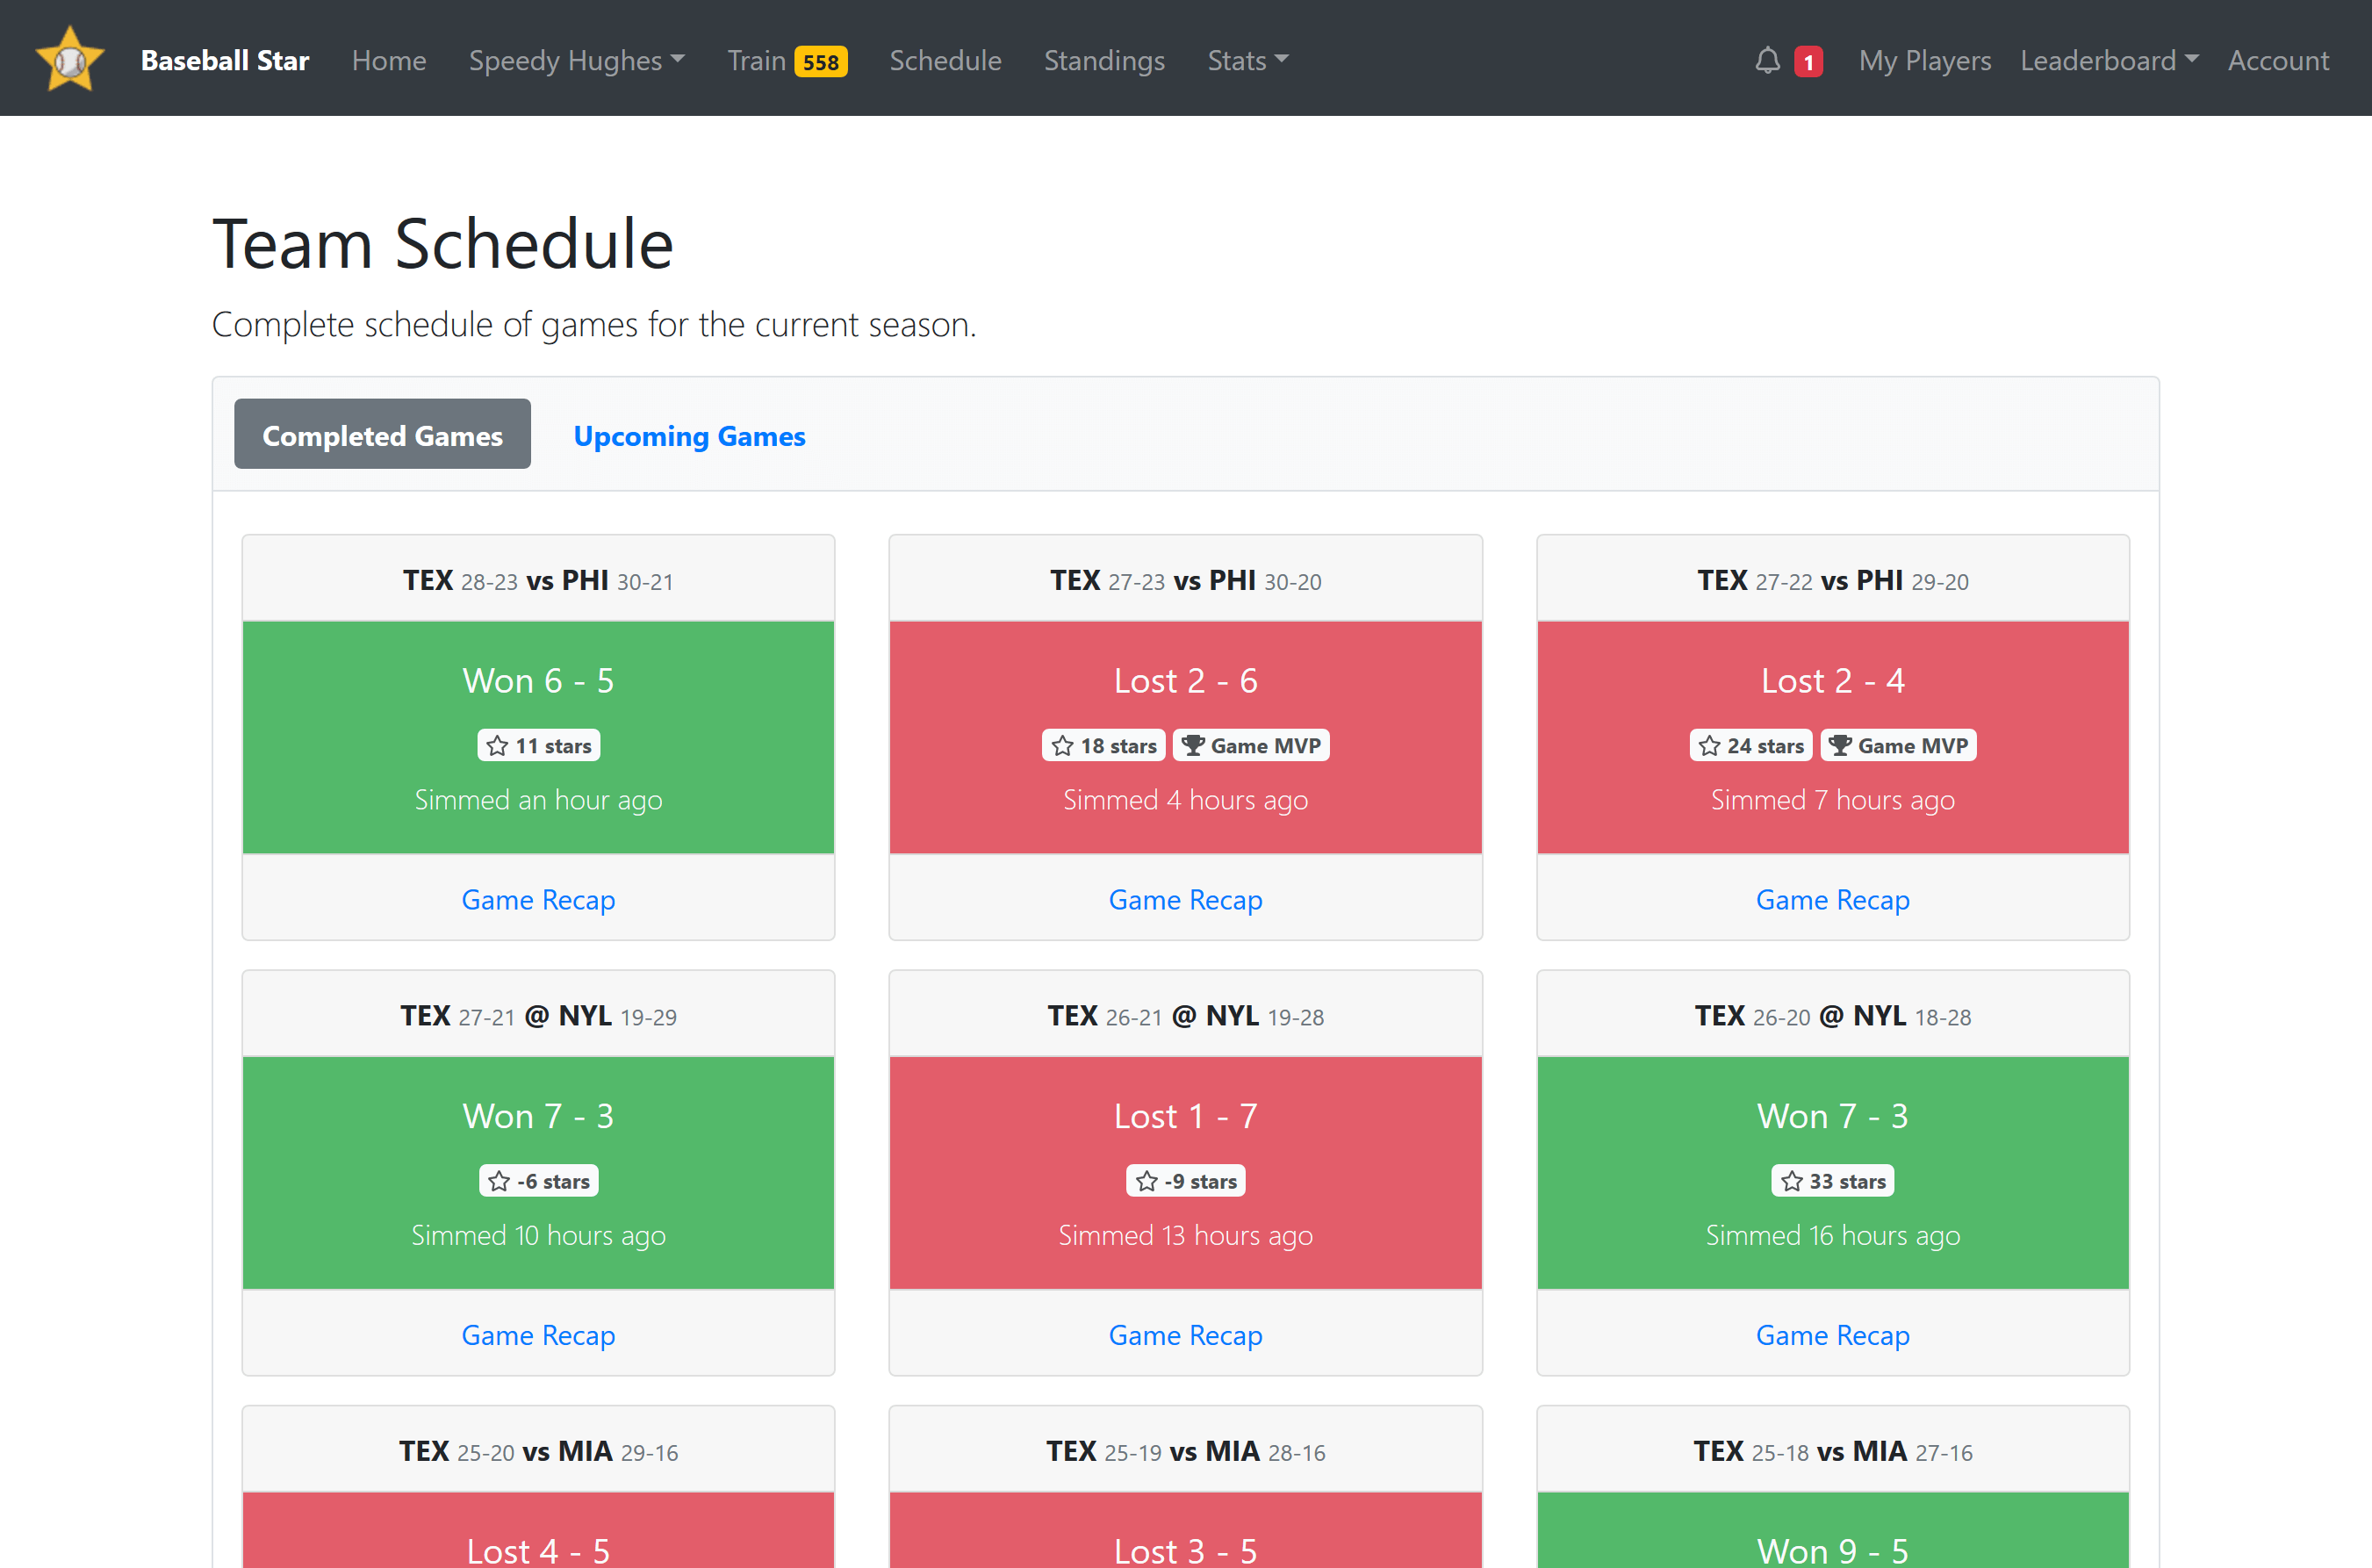 Baseball Star Home Speedy Hughes Train 558 Schedule Standings Stats 1 My Players Leaderboard Account
Team Schedule
Complete schedule of games for the current season.
Completed Games Upcoming Games
TEX 28-23 vs PHI 30-21
Won 6 - 5
11 stars
Simmed an hour ago
Game Recap
TEX 27-23 vs PHI 30-20
Lost 2 - 6
18 stars Game MVP
Simmed 4 hours ago
Game Recap
TEX 27-22 vs PHI 29-20
Lost 2 - 4
24 stars Game MVP
Simmed 7 hours ago
Game Recap
TEX 27-21 @ NYL 19-29
Won 7 - 3
-6 stars
Simmed 10 hours ago
Game Recap
TEX 26-21 @ NYL 19-28
Lost 1 - 7
-9 stars
Simmed 13 hours ago
Game Recap
TEX 26-20 @ NYL 18-28
Won 7 - 3
33 stars
Simmed 16 hours ago
Game Recap
TEX 25-20 vs MIA 29-16
Lost 4 - 5
TEX 25-19 vs MIA 28-16
Lost 3 - 5
TEX 25-18 vs MIA 27-16
Won 9 - 5